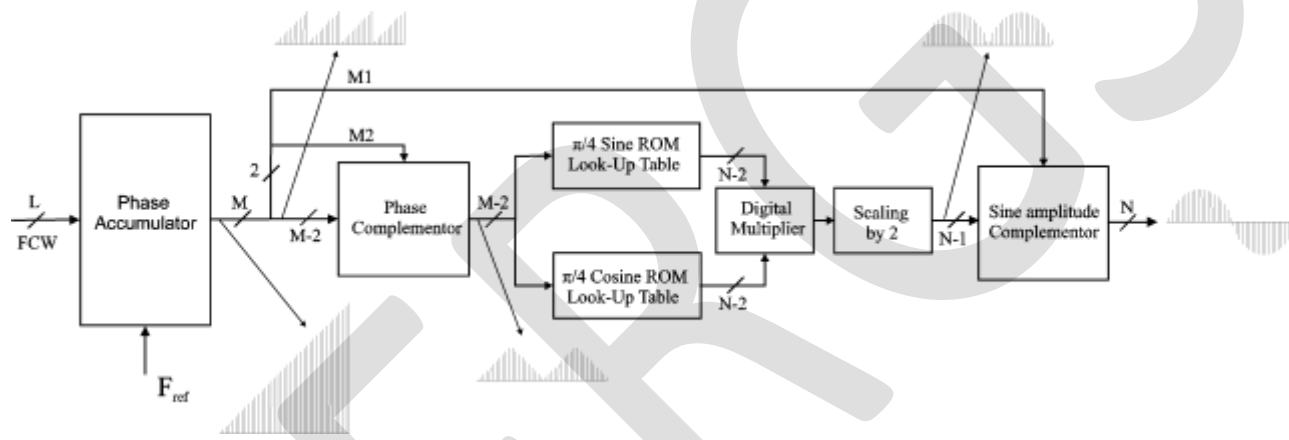 M1
M2
π/4 Sine ROM
Look-Up Table
N-2
2
L
FCW
Phase
Accumulator
M
M-2
Phase
Complementor
M-2
Digital
Multiplier
Scaling
by 2
N-1
Sine amplitude
Complementor
N
π/4 Cosine ROM
Look-Up Table
N-2
Fref